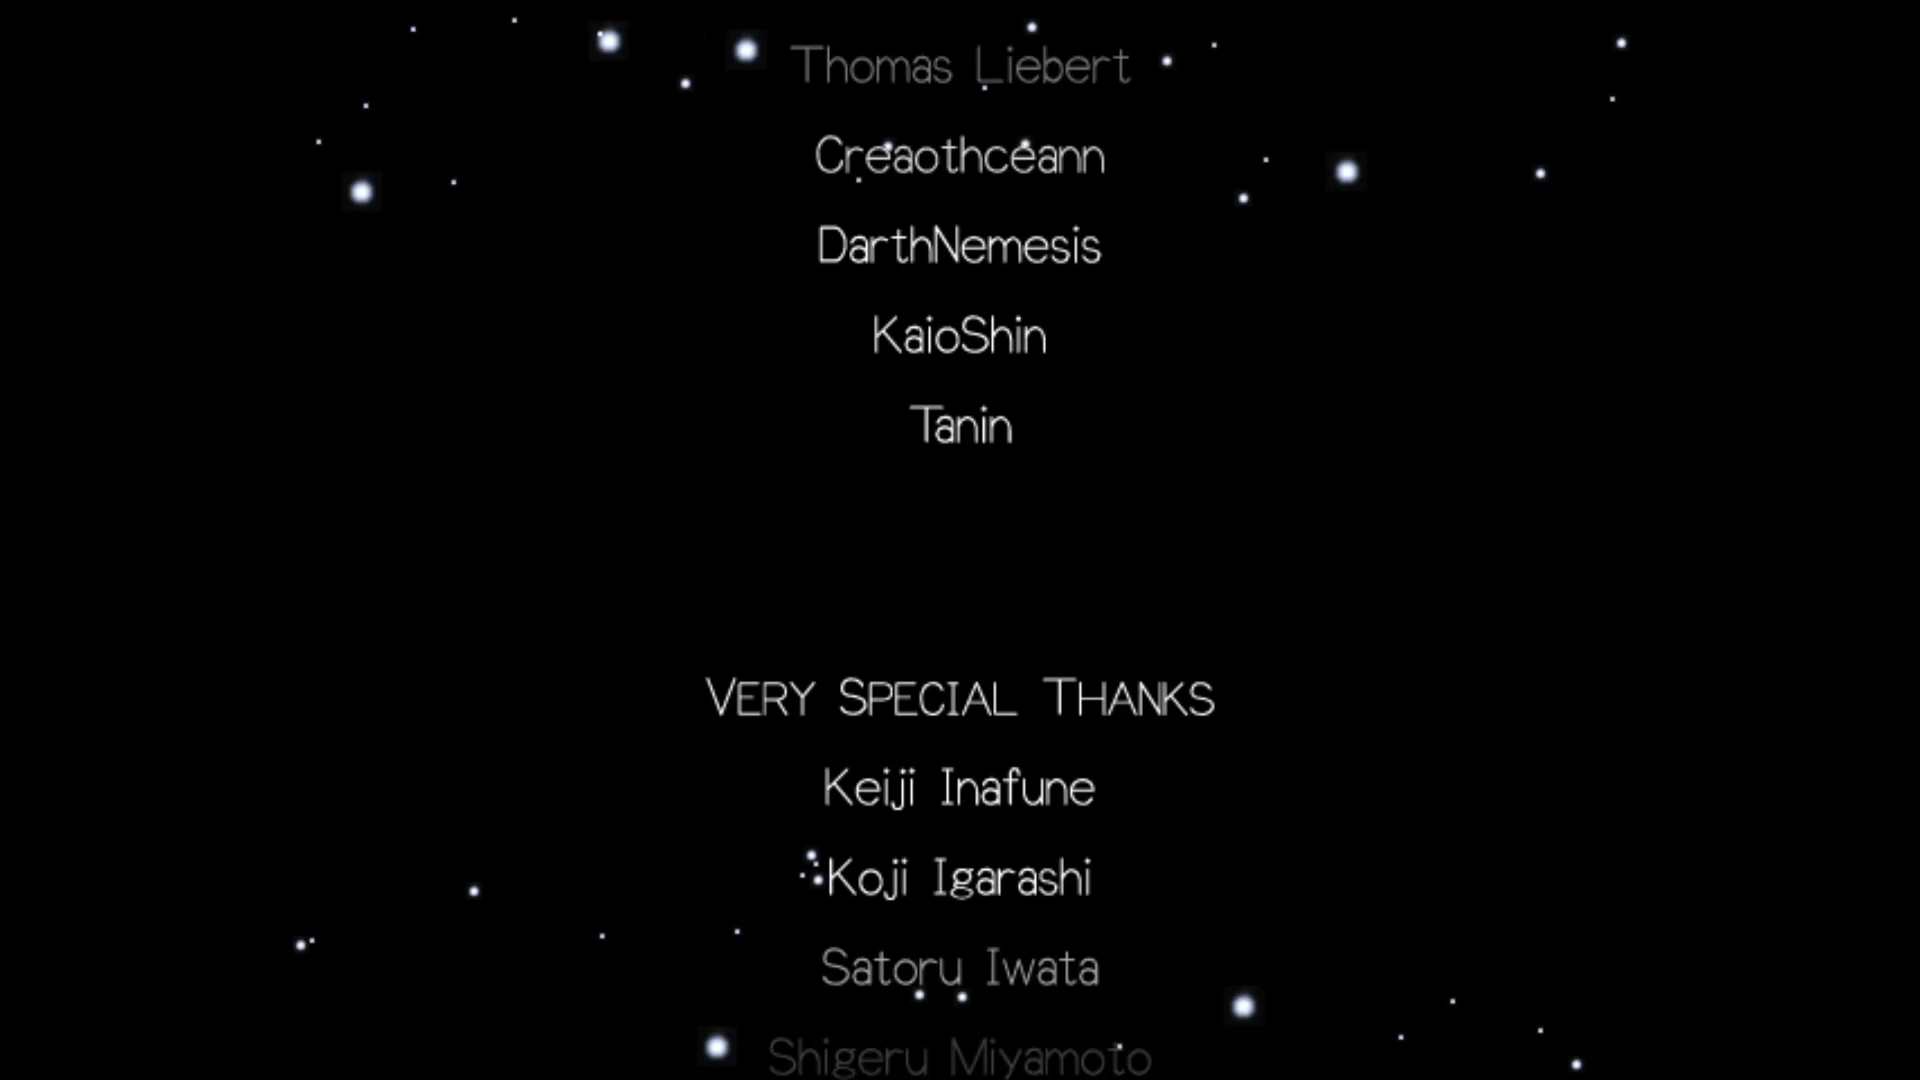 Thomas Liebert
Creaothceann
DarthNemesis
KaioShin
Tanin
VERY SPECIAL THANKS
Keiji Inafune
Koji Igarashi
Satoru Iwata
Shigeru Miyamoto